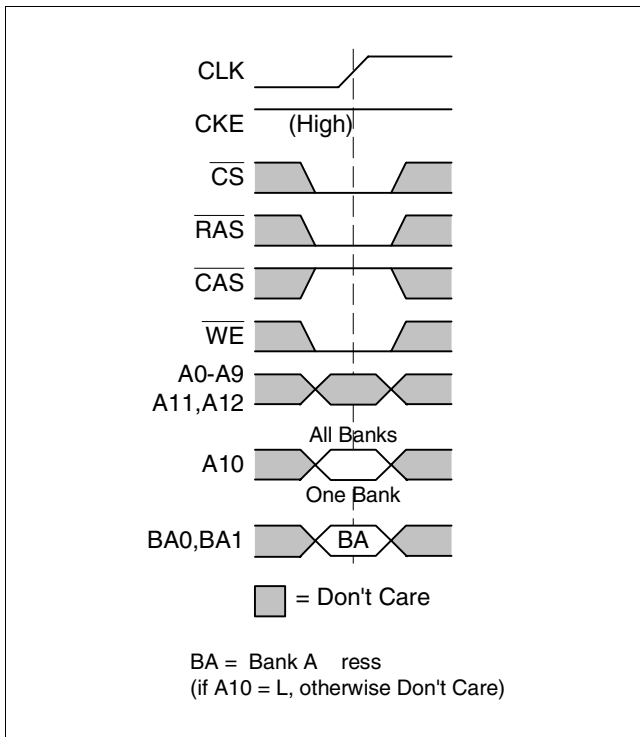 CLK
CKE (High)
CS
RAS
CAS
WE
A0-A9
A11,A12
All Banks
A10
One Bank
BA0,BA1 BA
= Don't Care
BA = Bank A ress
(if A10 = L, otherwise Don't Care)